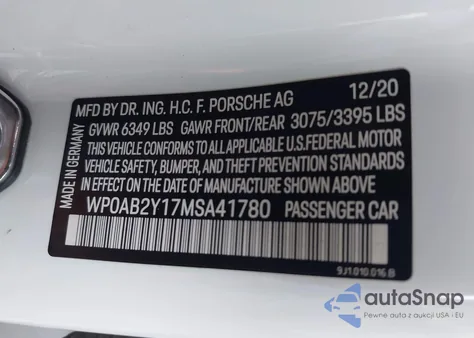 MFD BY DR. ING. H.C. F. PORSCHE AG 12/20
GVWR 6349 LBS GAWR FRONT/REAR 3075/3395 LBS
THIS VEHICLE CONFORMS TO ALL APPLICABLE U.S.FEDERAL MOTOR
VEHICLE SAFETY, BUMPER, AND THEFT PREVENTION STANDARDS
IN EFFECT ON THE DATE OF MANUFACTURE SHOWN ABOVE
WP0AB2Y17MSA41780 PASSENGER CAR
MADE IN GERMANY
9J1.010.016.B
autoSnap
Pewne auta z aukcji USA i EU